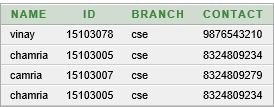 NAME ID BRANCH CONTACT
vinay 15103078 cse 9876543210
chamria 15103005 cse 8324809234
camria 15103007 cse 8324809279
chamria 15103005 cse 8324809234